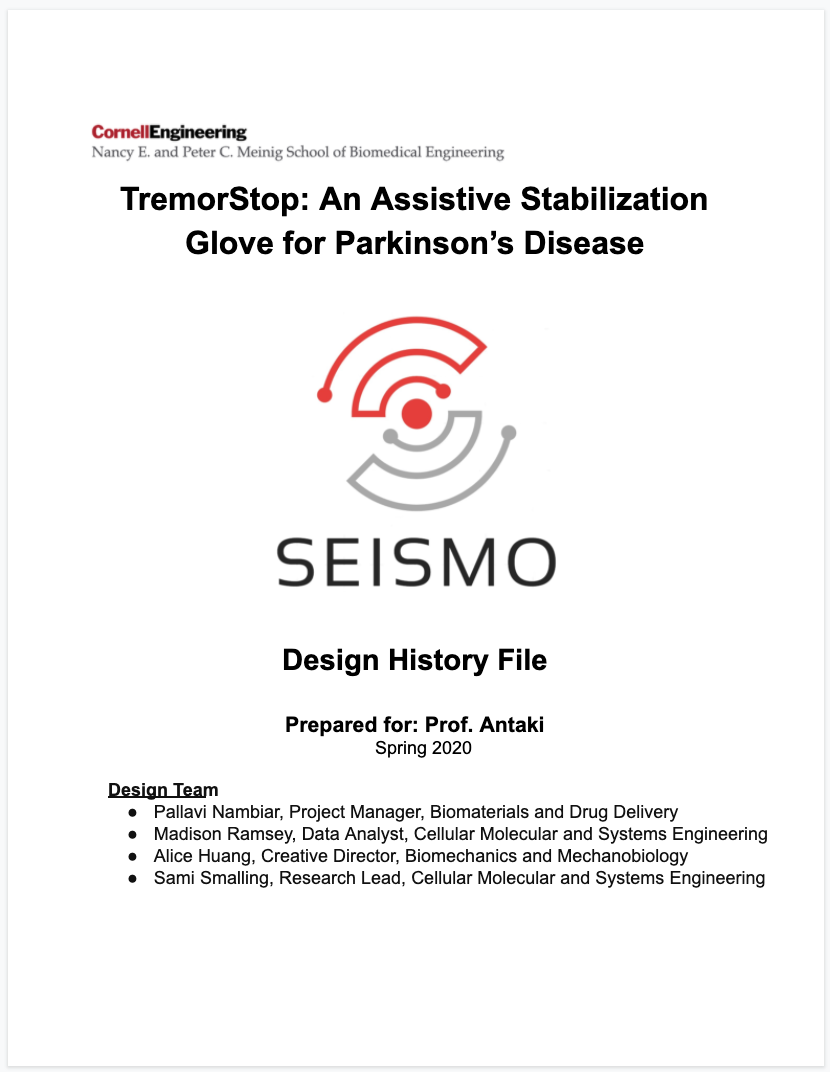 CornellEngineering
Nancy E. and Peter C. Meinig School of Biomedical Engineering
TremorStop: An Assistive Stabilization
Glove for Parkinson’s Disease
SEISMO
Design History File
Prepared for: Prof. Antaki
Spring 2020
Design Team
● Pallavi Nambiar, Project Manager, Biomaterials and Drug Delivery
● Madison Ramsey, Data Analyst, Cellular Molecular and Systems Engineering
● Alice Huang, Creative Director, Biomechanics and Mechanobiology
● Sami Smalling, Research Lead, Cellular Molecular and Systems Engineering